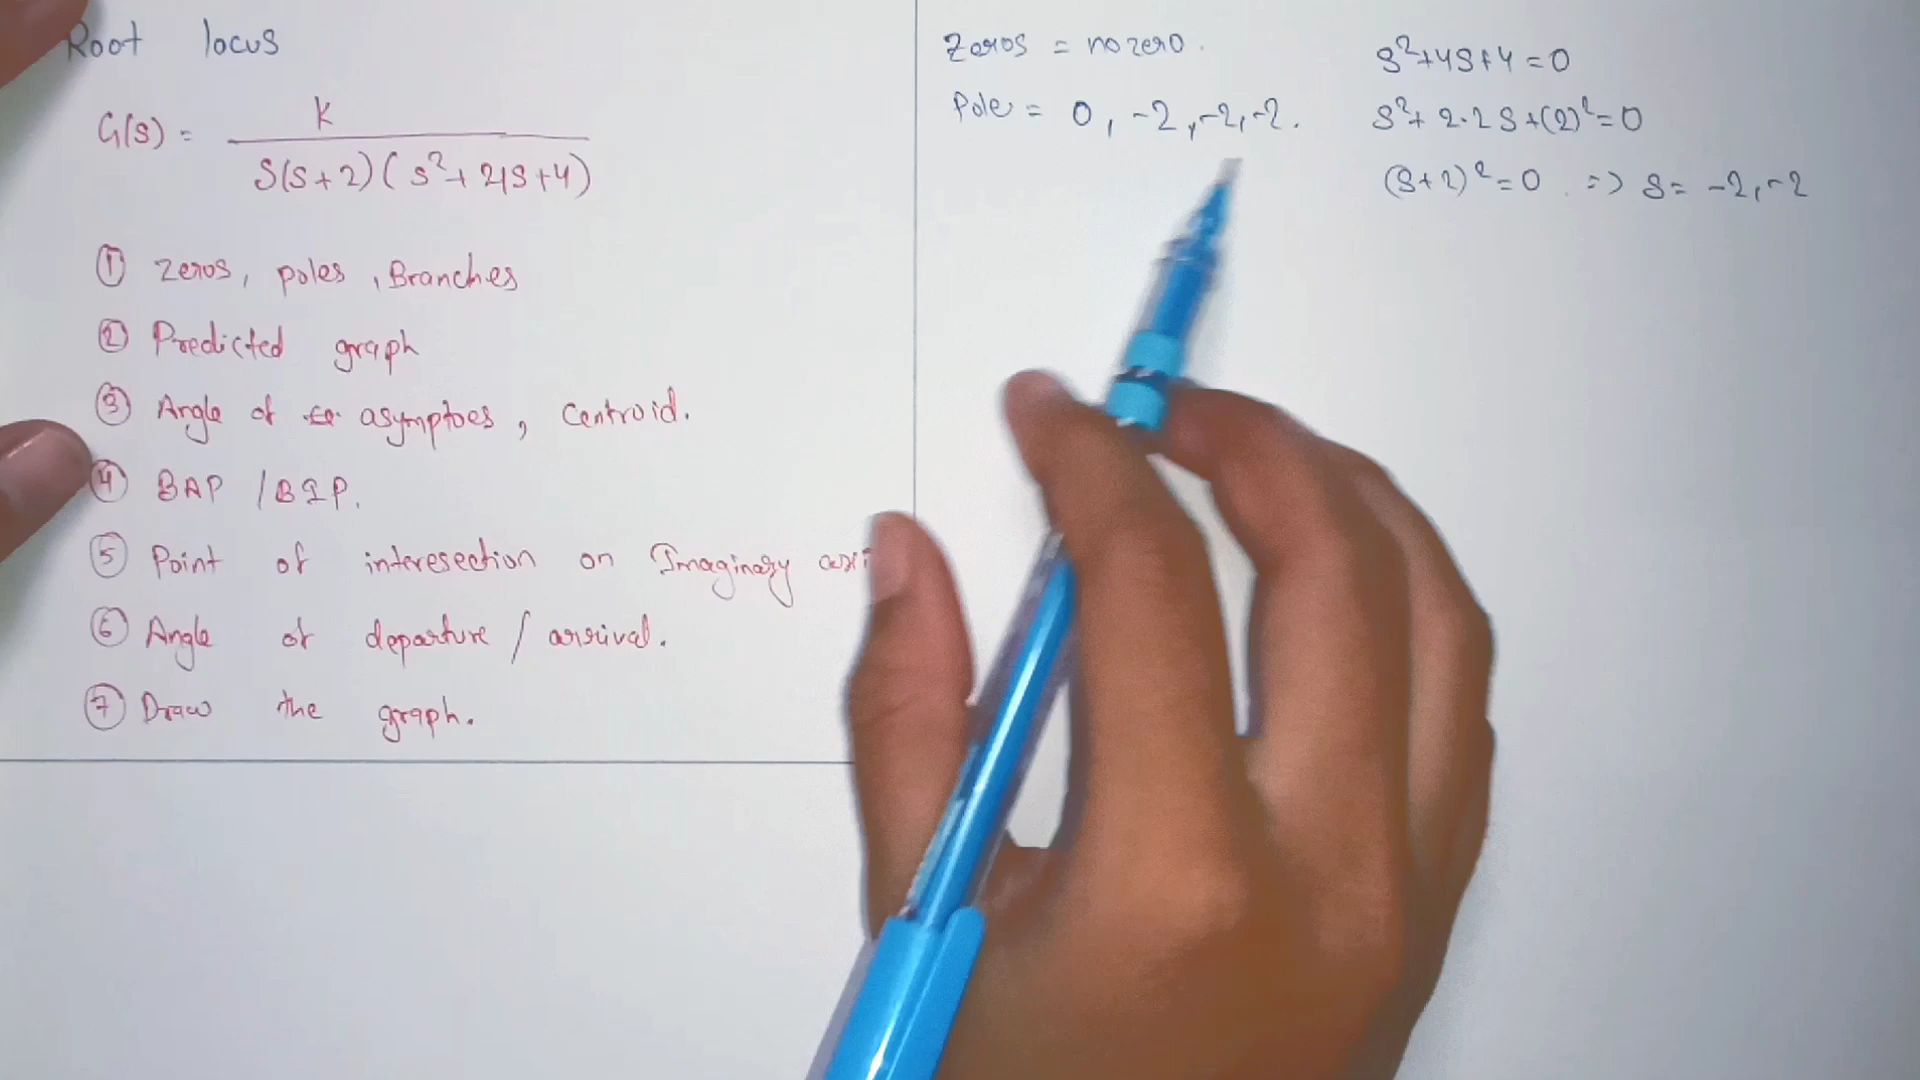 Root locus
G(s) = K / S(S+2)(S²+4S+4)
① Zeros, poles, Branches
② Predicted graph
③ Angle of asymptoes, Centroid.
④ BAP / BIP.
⑤ Point of interesection on Imaginary
⑥ Angle of departure / arrival.
⑦ Draw the graph.
Zeros = no zero.
Pole = 0, -2, -2, -2.
S²+4S+4 = 0
S²+ 2·2S+(2)² = 0
(S+2)² = 0 . => S = -2, -2